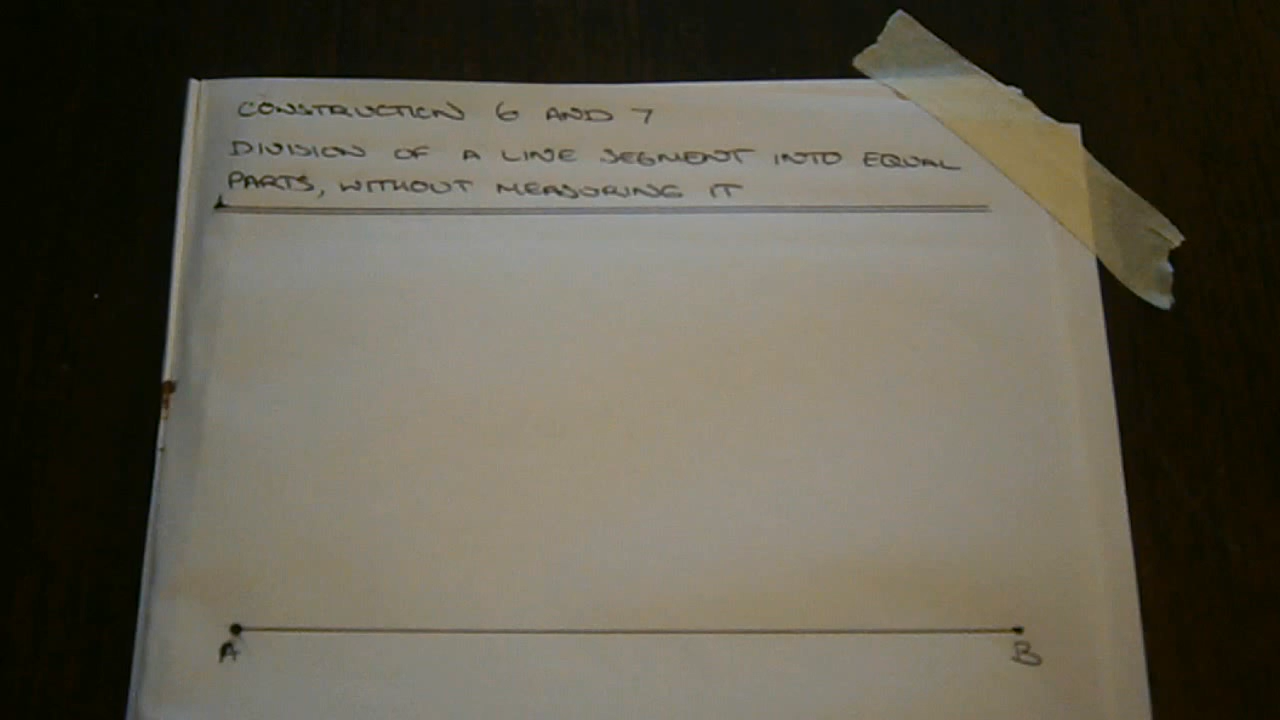 CONSTRUCTION 6 AND 7
DIVISION OF A LINE SEGMENT INTO EQUAL
PARTS, WITHOUT MEASURING IT
A B